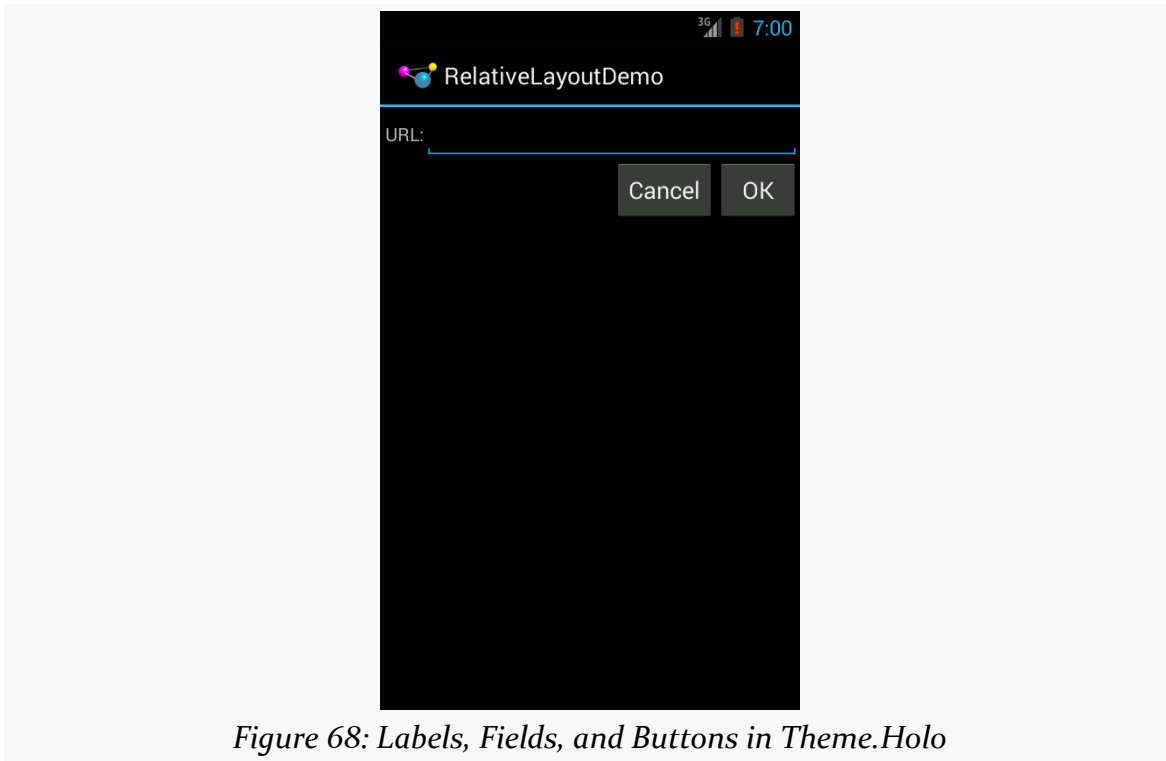 3G 7:00
RelativeLayoutDemo
URL:
Cancel OK
Figure 68: Labels, Fields, and Buttons in Theme.Holo